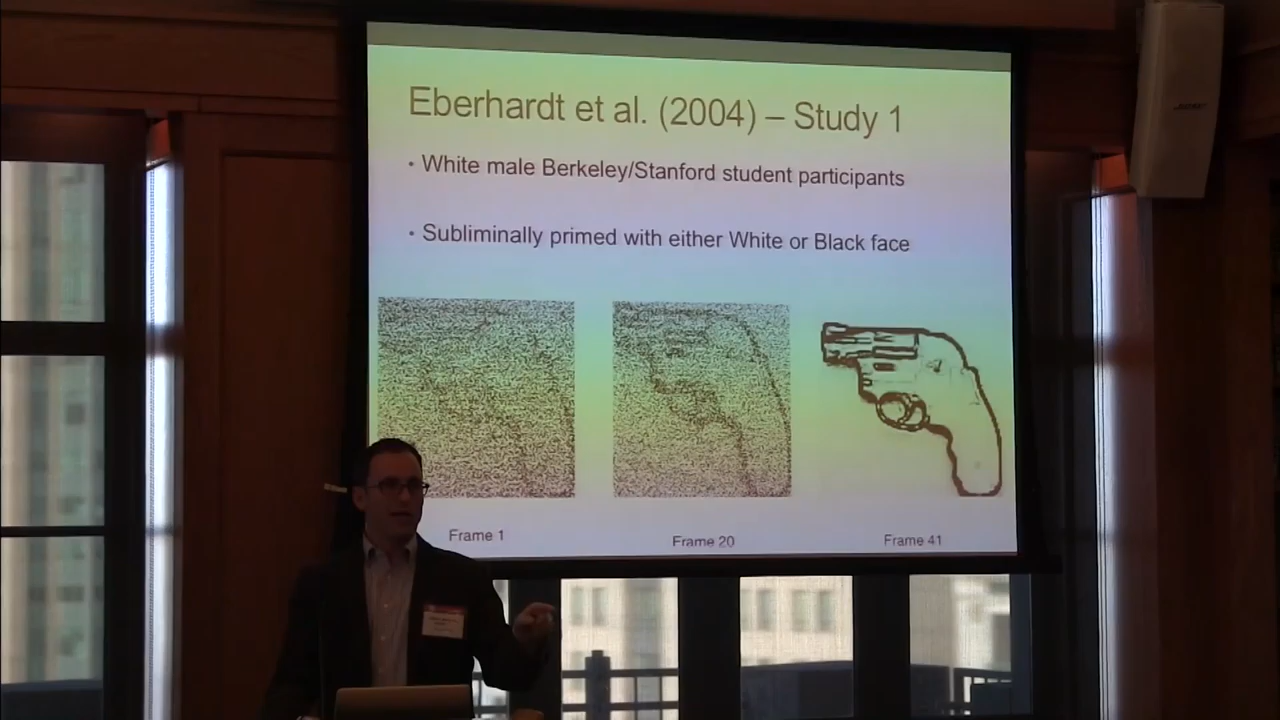 Eberhardt et al. (2004) – Study 1
• White male Berkeley/Stanford student participants
• Subliminally primed with either White or Black face
Frame 1
Frame 20
Frame 41
BOSE